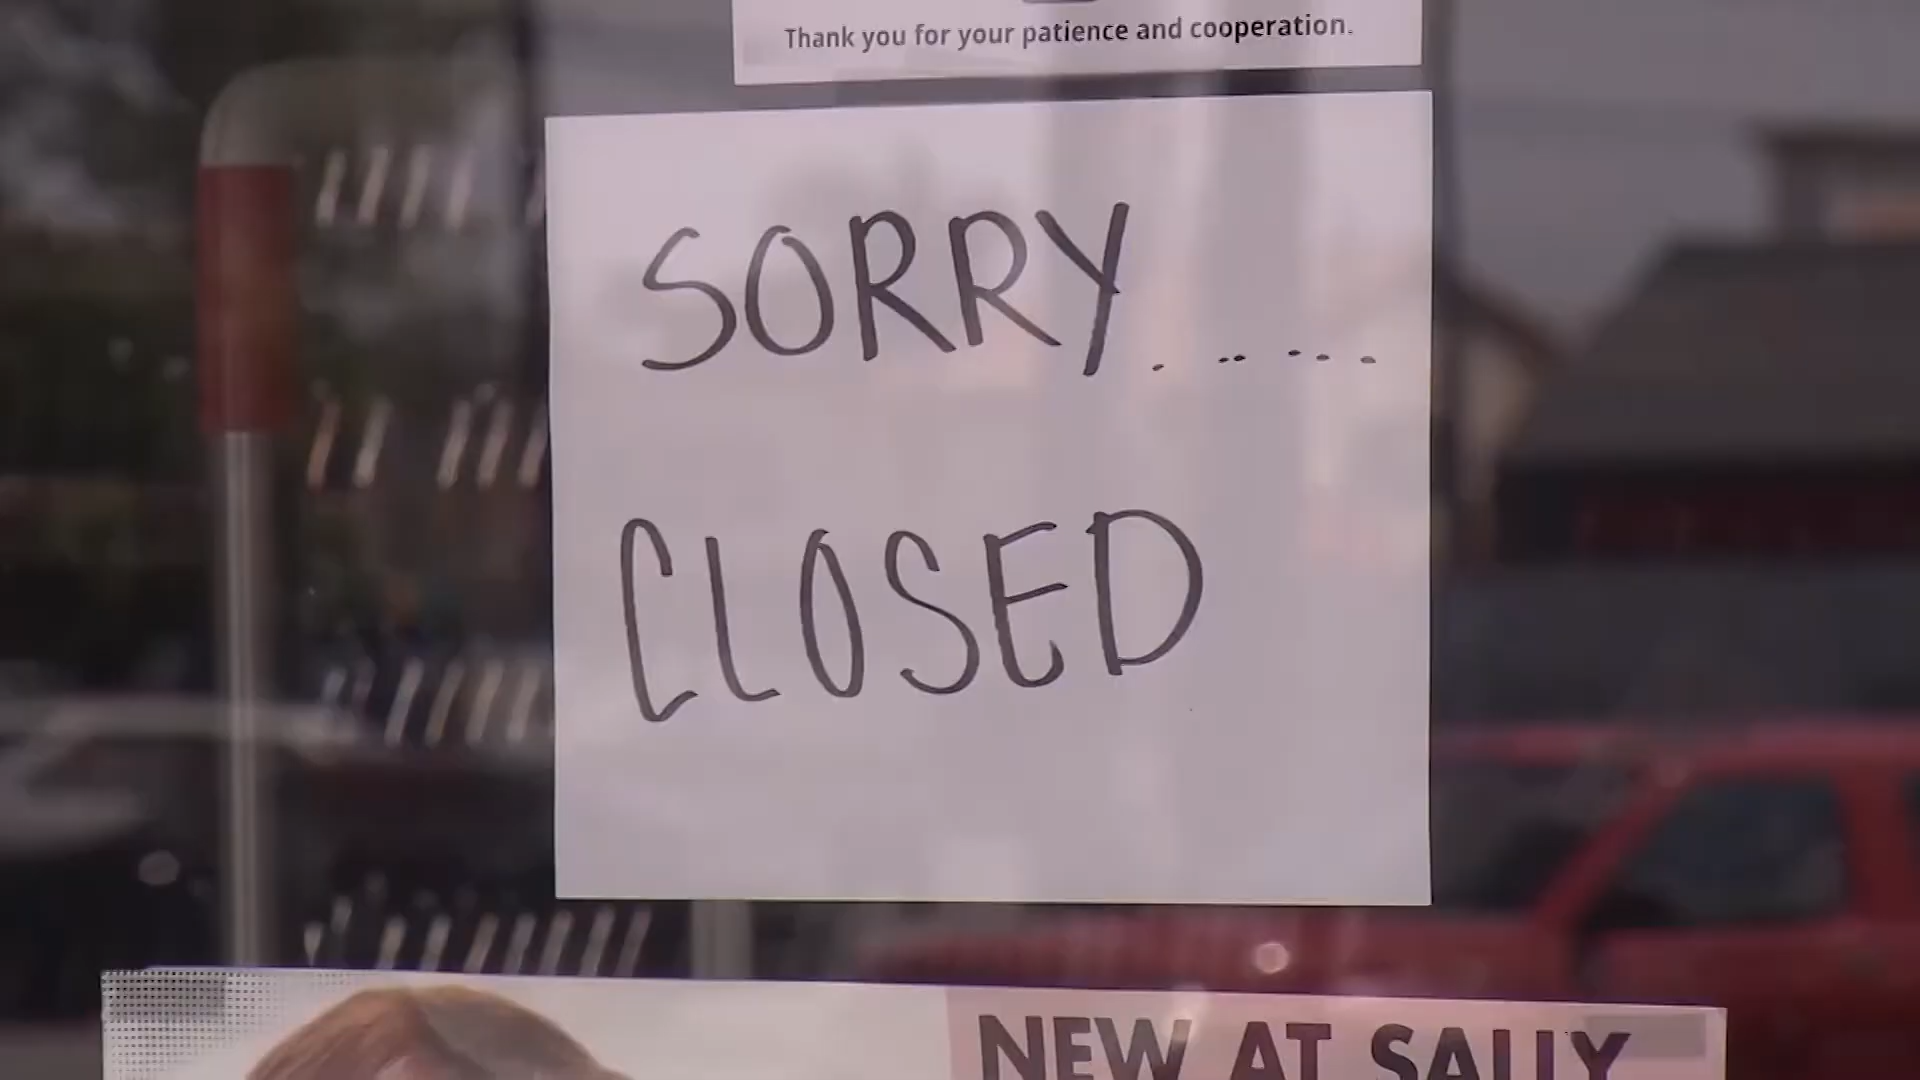 Thank you for your patience and cooperation.
SORRY......
CLOSED
NEW AT SALLY